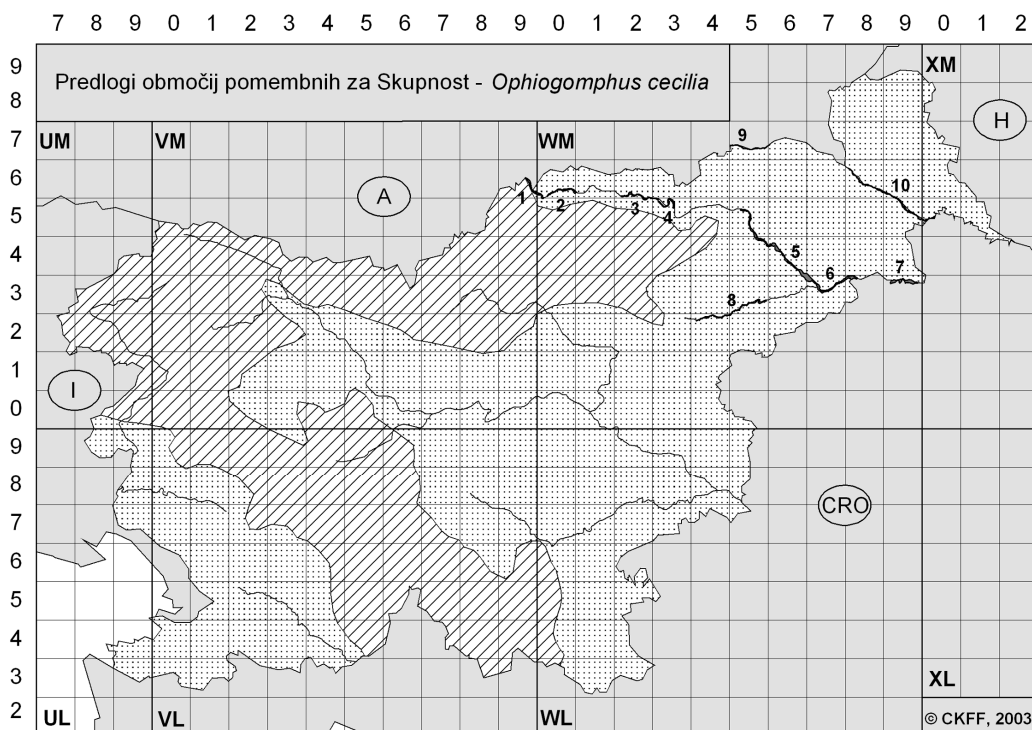 7 8 9 0 1 2 3 4 5 6 7 8 9 0 1 2 3 4 5 6 7 8 9 0 1 2
9
8
7
6
5
4
3
2
1
0
9
8
7
6
5
4
3
2
Predlogi območij pomembnih za Skupnost - Ophiogomphus cecilia
XM
H
UM
VM
WM
9
A
1
2
3
4
10
5
6
7
8
I
CRO
XL
UL
VL
WL
© CKFF, 2003